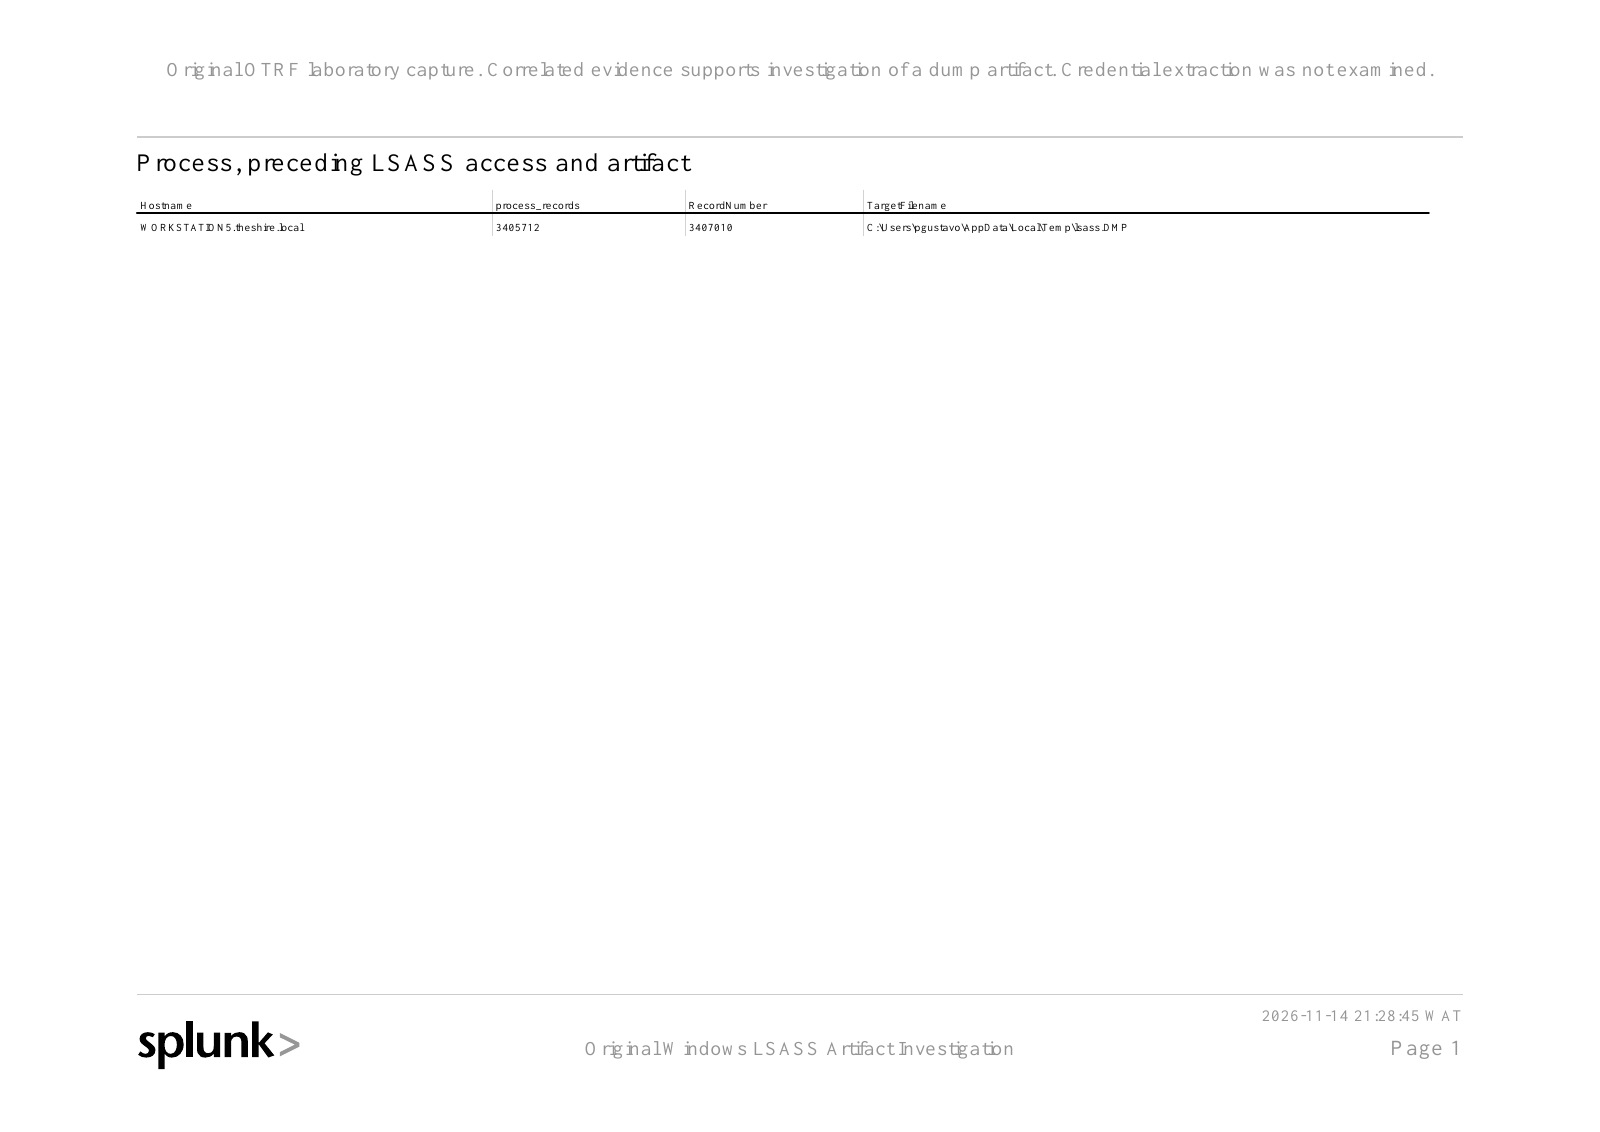 Original OTRF laboratory capture. Correlated evidence supports investigation of a dump artifact. Credential extraction was not examined.
Process, preceding LSASS access and artifact
Hostname process_records RecordNumber TargetFilename
WORKSTATION5.theshire.local 3405712 3407010 C:\Users\pgustavo\AppData\Local\Temp\lsass.DMP
2026-11-14 21:28:45 WAT
splunk> Original Windows LSASS Artifact Investigation Page 1